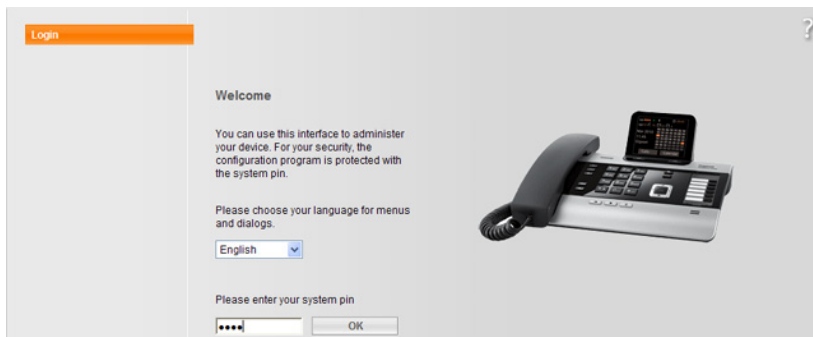 Login
?
Welcome
You can use this interface to administer
your device. For your security, the
configuration program is protected with
the system pin.
Please choose your language for menus
and dialogs.
English
Please enter your system pin
••••
OK